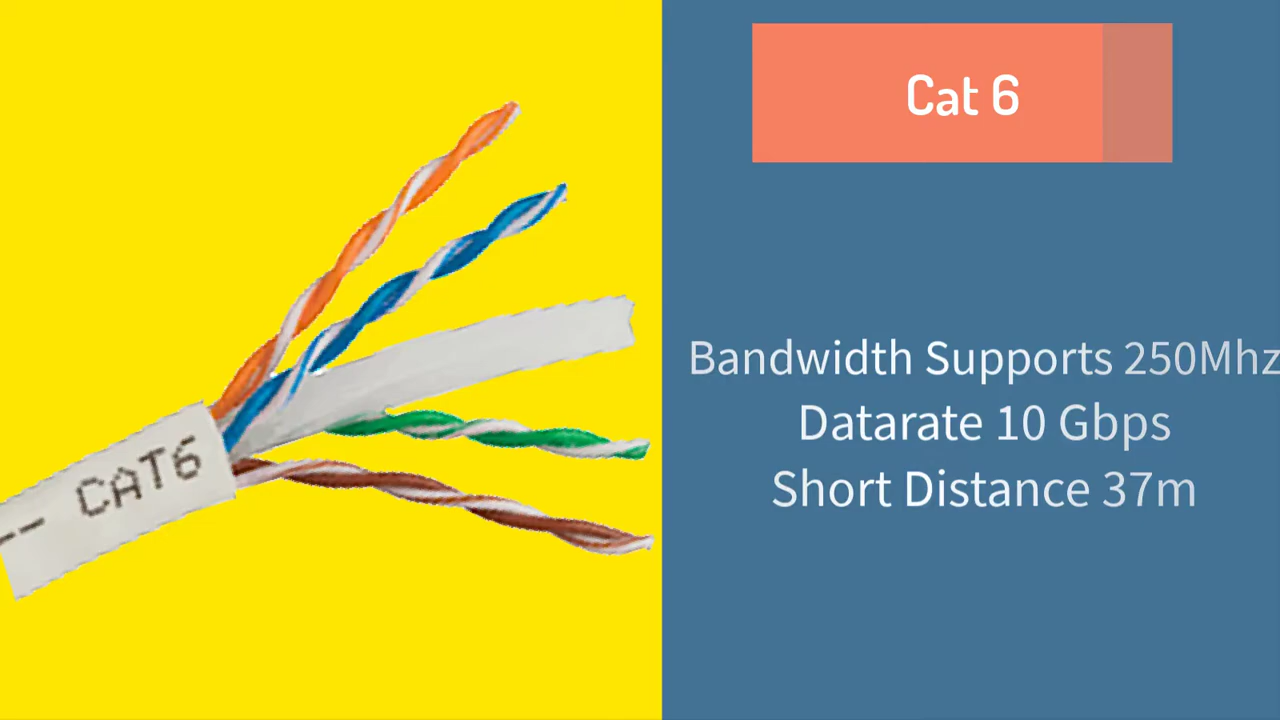 Cat 6
Bandwidth Supports 250Mhz
Datarate 10 Gbps
Short Distance 37m
-- CAT6